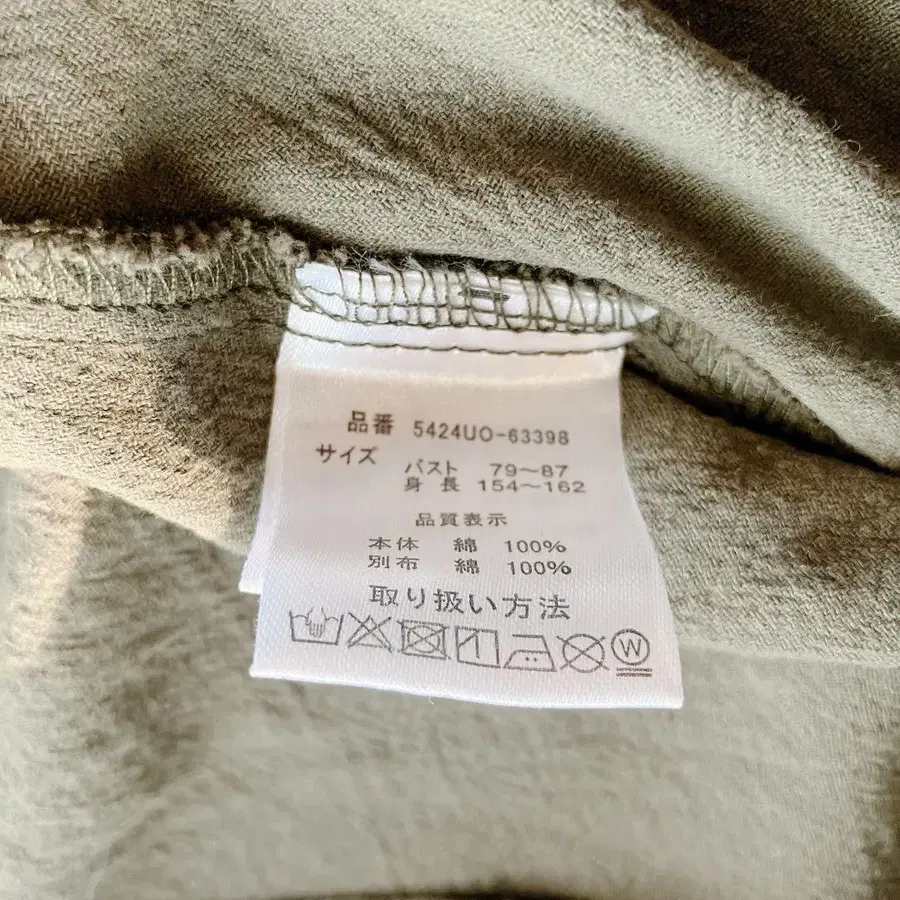 品番 5424UO-63398
サイズ
バスト 79〜87
身長 154〜162
品質表示
本体 綿 100%
別布 綿 100%
取り扱い方法
W